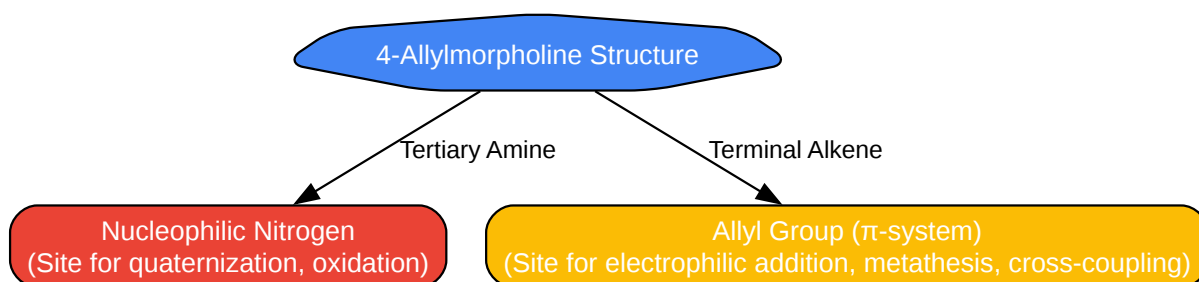 4-Allylmorpholine Structure
Tertiary Amine
Terminal Alkene
Nucleophilic Nitrogen
(Site for quaternization, oxidation)
Allyl Group (π-system)
(Site for electrophilic addition, metathesis, cross-coupling)